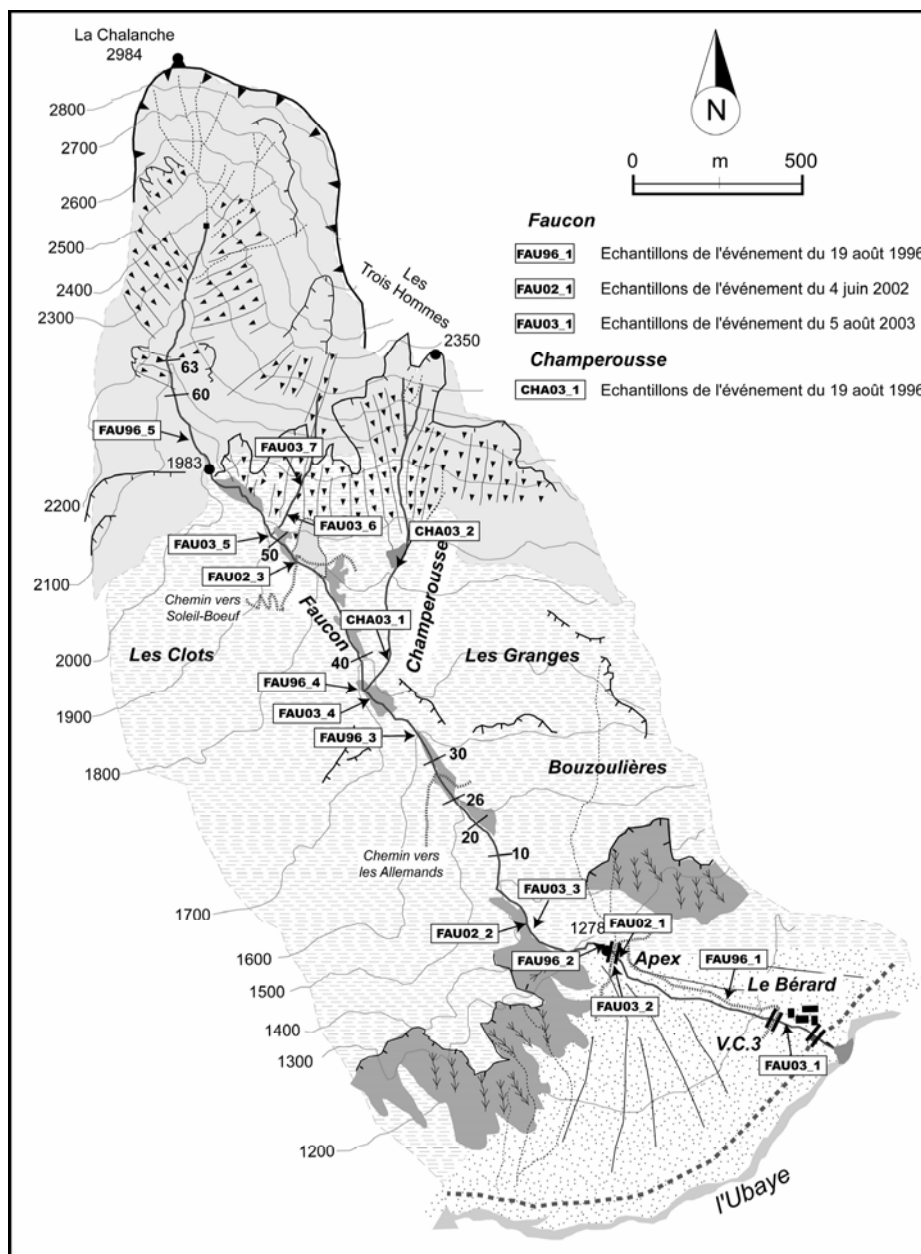 La Chalanche
2984
2800
2700
2600
2500
2400
2300
N
0 m 500
Faucon
FAU96_1 Echantillons de l'événement du 19 août 1996
FAU02_1 Echantillons de l'événement du 4 juin 2002
FAU03_1 Echantillons de l'événement du 5 août 2003
Champerousse
CHA03_1 Echantillons de l'événement du 19 août 1996
Les
Trois Hommes
2350
63
60
FAU96_5
1983
FAU03_7
2200
FAU03_6
CHA03_2
FAU03_5
50
2100
FAU02_3
Chemin vers
Soleil-Boeuf
Faucon
Champerousse
CHA03_1
2000
Les Clots
40
Les Granges
FAU96_4
1900
FAU03_4
FAU96_3
30
1800
Bouzoulières
26
20
10
Chemin vers
les Allemands
1700
FAU03_3
1278
FAU02_1
FAU02_2
1600
FAU96_2
Apex
FAU96_1
Le Bérard
1500
FAU03_2
1400
V.C.3
1300
FAU03_1
1200
l'Ubaye